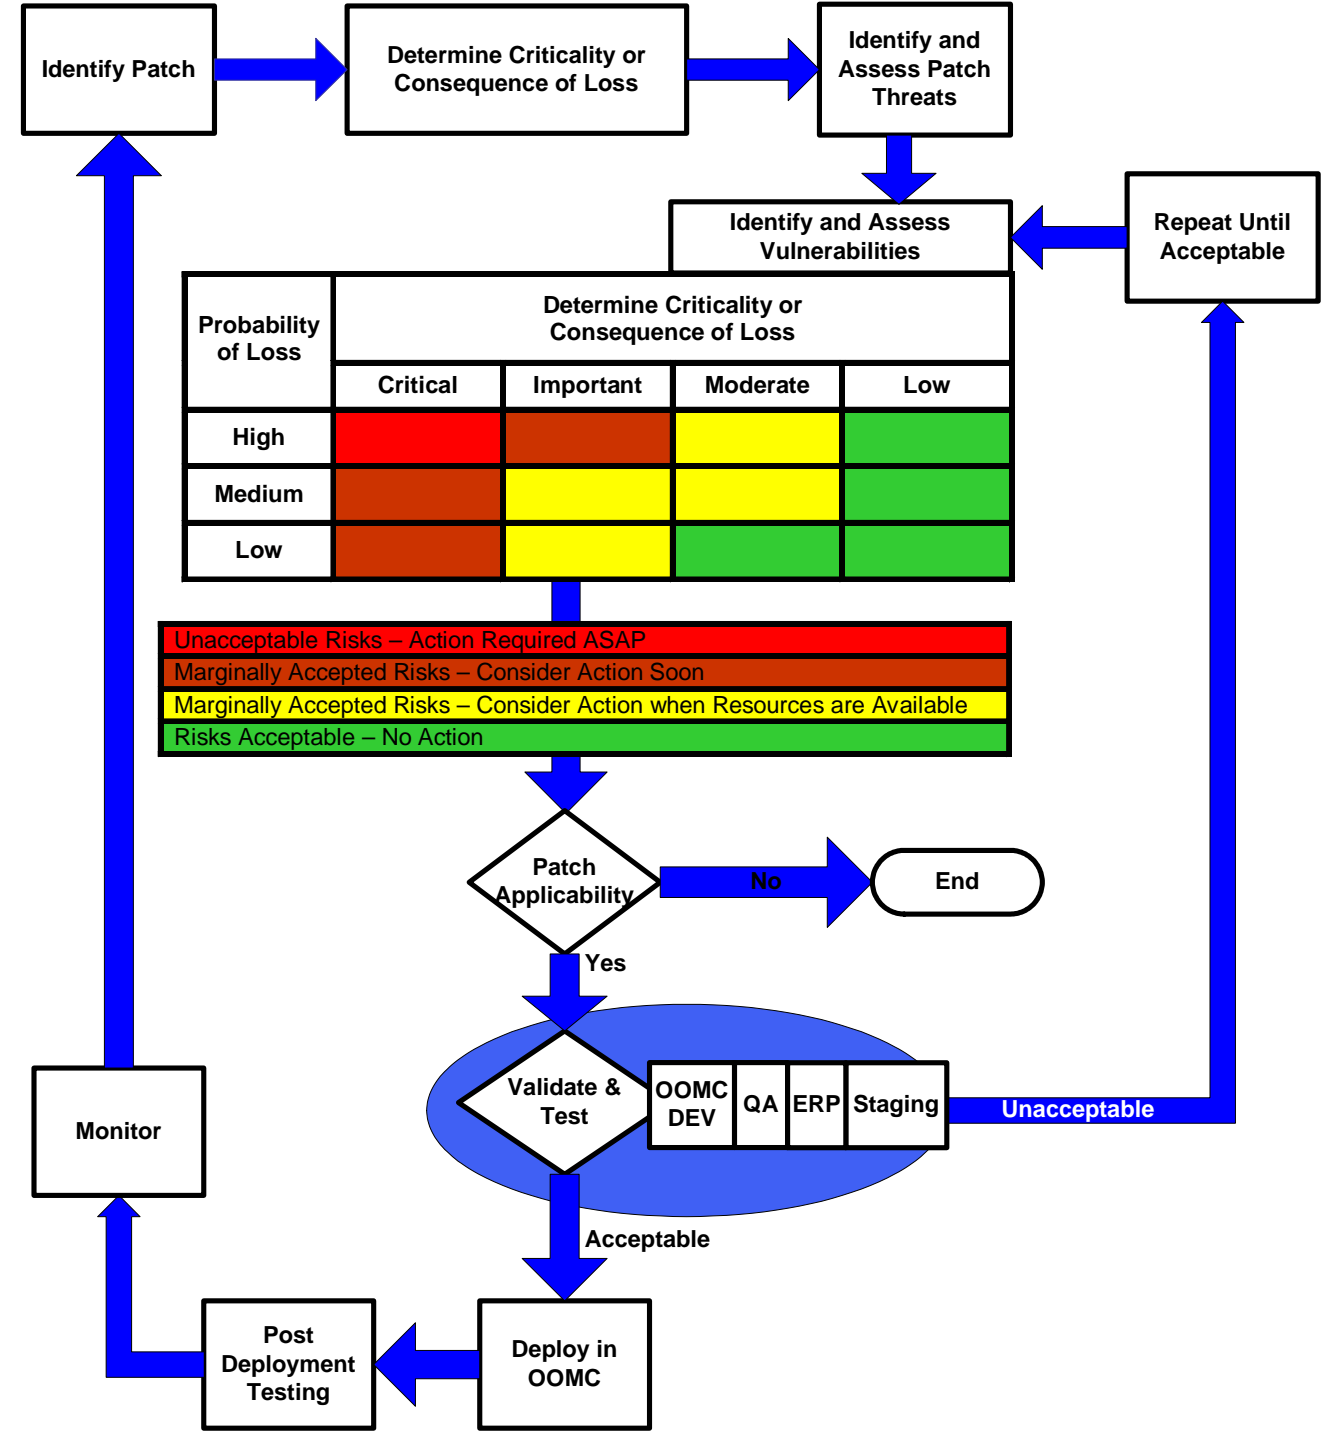 Identify Patch
Determine Criticality or
Consequence of Loss
Identify and
Assess Patch
Threats
Identify and Assess
Vulnerabilities
Repeat Until
Acceptable
Probability
of Loss
Determine Criticality or
Consequence of Loss
Critical
Important
Moderate
Low
High
Medium
Low
Unacceptable Risks – Action Required ASAP
Marginally Accepted Risks – Consider Action Soon
Marginally Accepted Risks – Consider Action when Resources are Available
Risks Acceptable – No Action
Patch
Applicability
No
End
Yes
Validate &
Test
OOMC
DEV
QA
ERP
Staging
Unacceptable
Acceptable
Monitor
Post
Deployment
Testing
Deploy in
OOMC